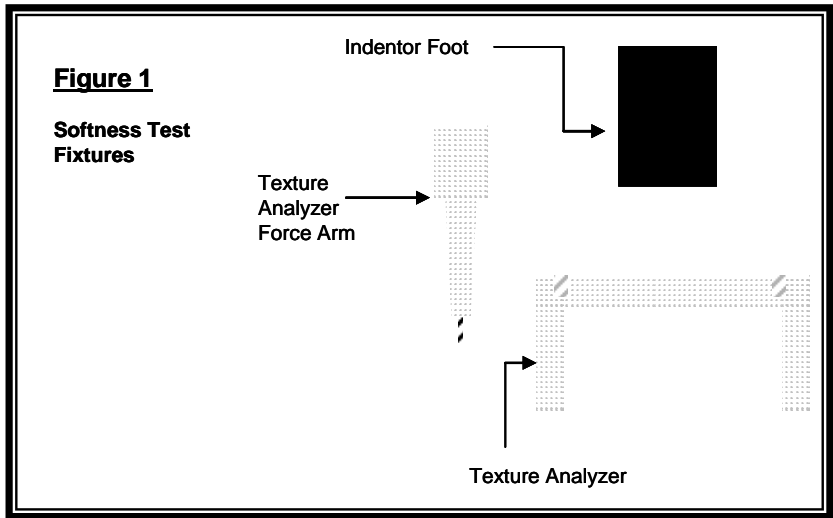 Figure 1
Softness Test
Fixtures
Indentor Foot
Texture
Analyzer
Force Arm
Texture Analyzer